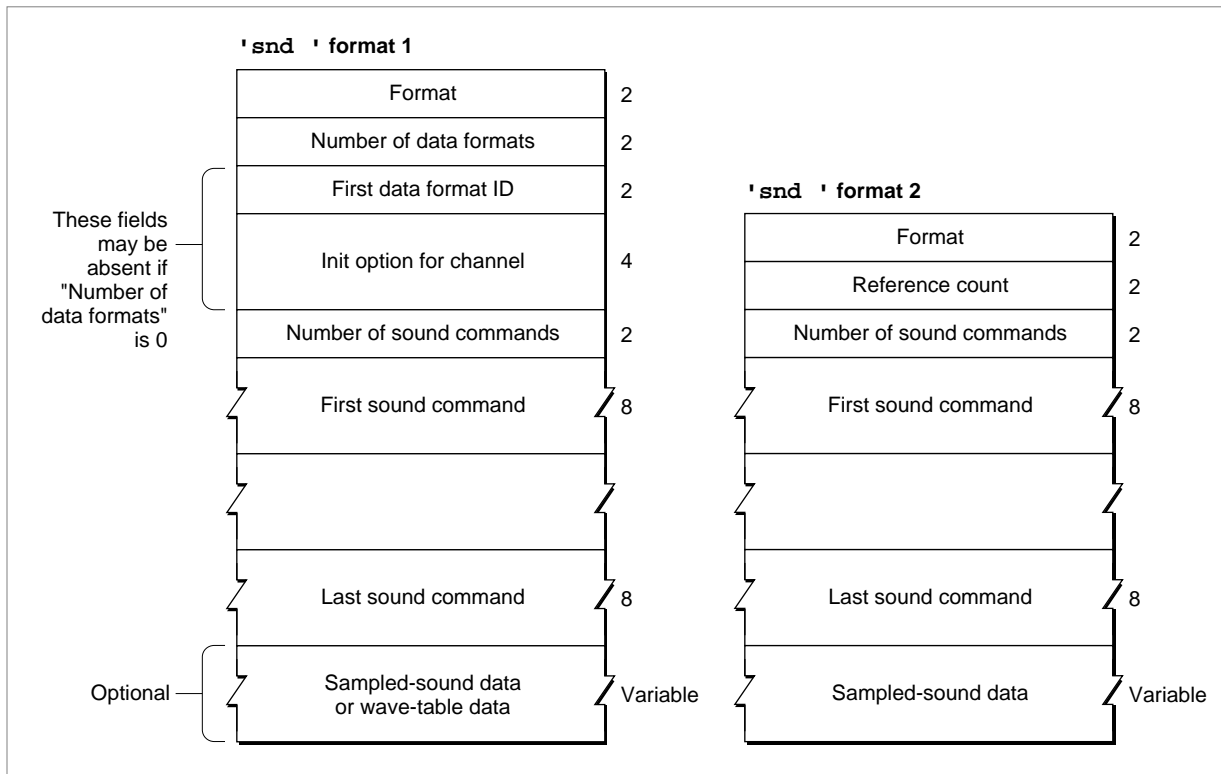 'snd ' format 1
Format
2
Number of data formats
2
First data format ID
2
Init option for channel
4
These fields
may be
absent if
"Number of
data formats"
is 0
Number of sound commands
2
First sound command
8
Last sound command
8
Optional
Sampled-sound data
or wave-table data
Variable
'snd ' format 2
Format
2
Reference count
2
Number of sound commands
2
First sound command
8
Last sound command
8
Sampled-sound data
Variable